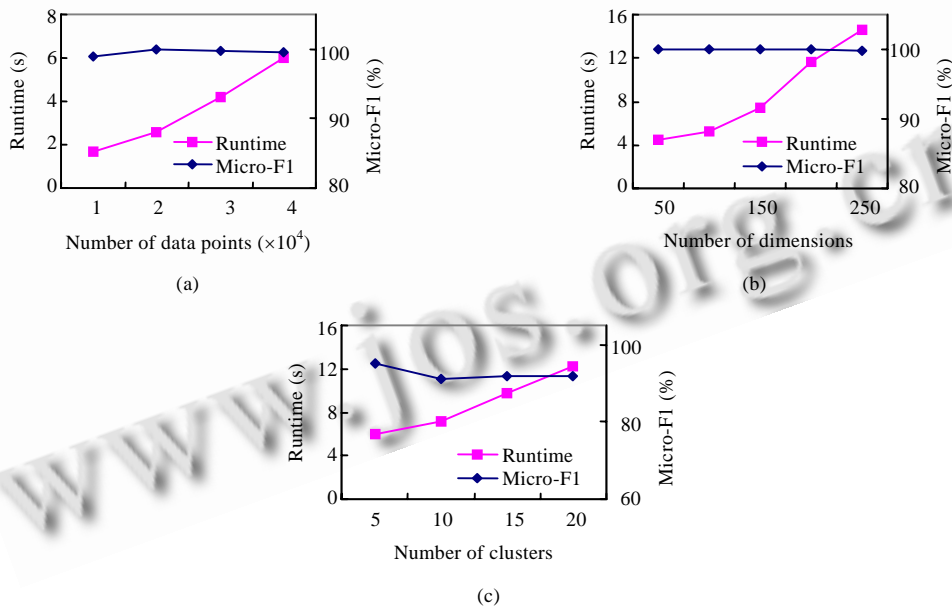 8
6
4
2
0
Runtime (s)
100
90
80
Micro-F1 (%)
Runtime
Micro-F1
1 2 3 4
Number of data points (×10⁴)
(a)
16
12
8
4
0
Runtime (s)
100
90
80
Micro-F1 (%)
Runtime
Micro-F1
50 150 250
Number of dimensions
(b)
16
12
8
4
0
Runtime (s)
100
80
60
Micro-F1 (%)
Runtime
Micro-F1
5 10 15 20
Number of clusters
(c)
www.jos.org.cn